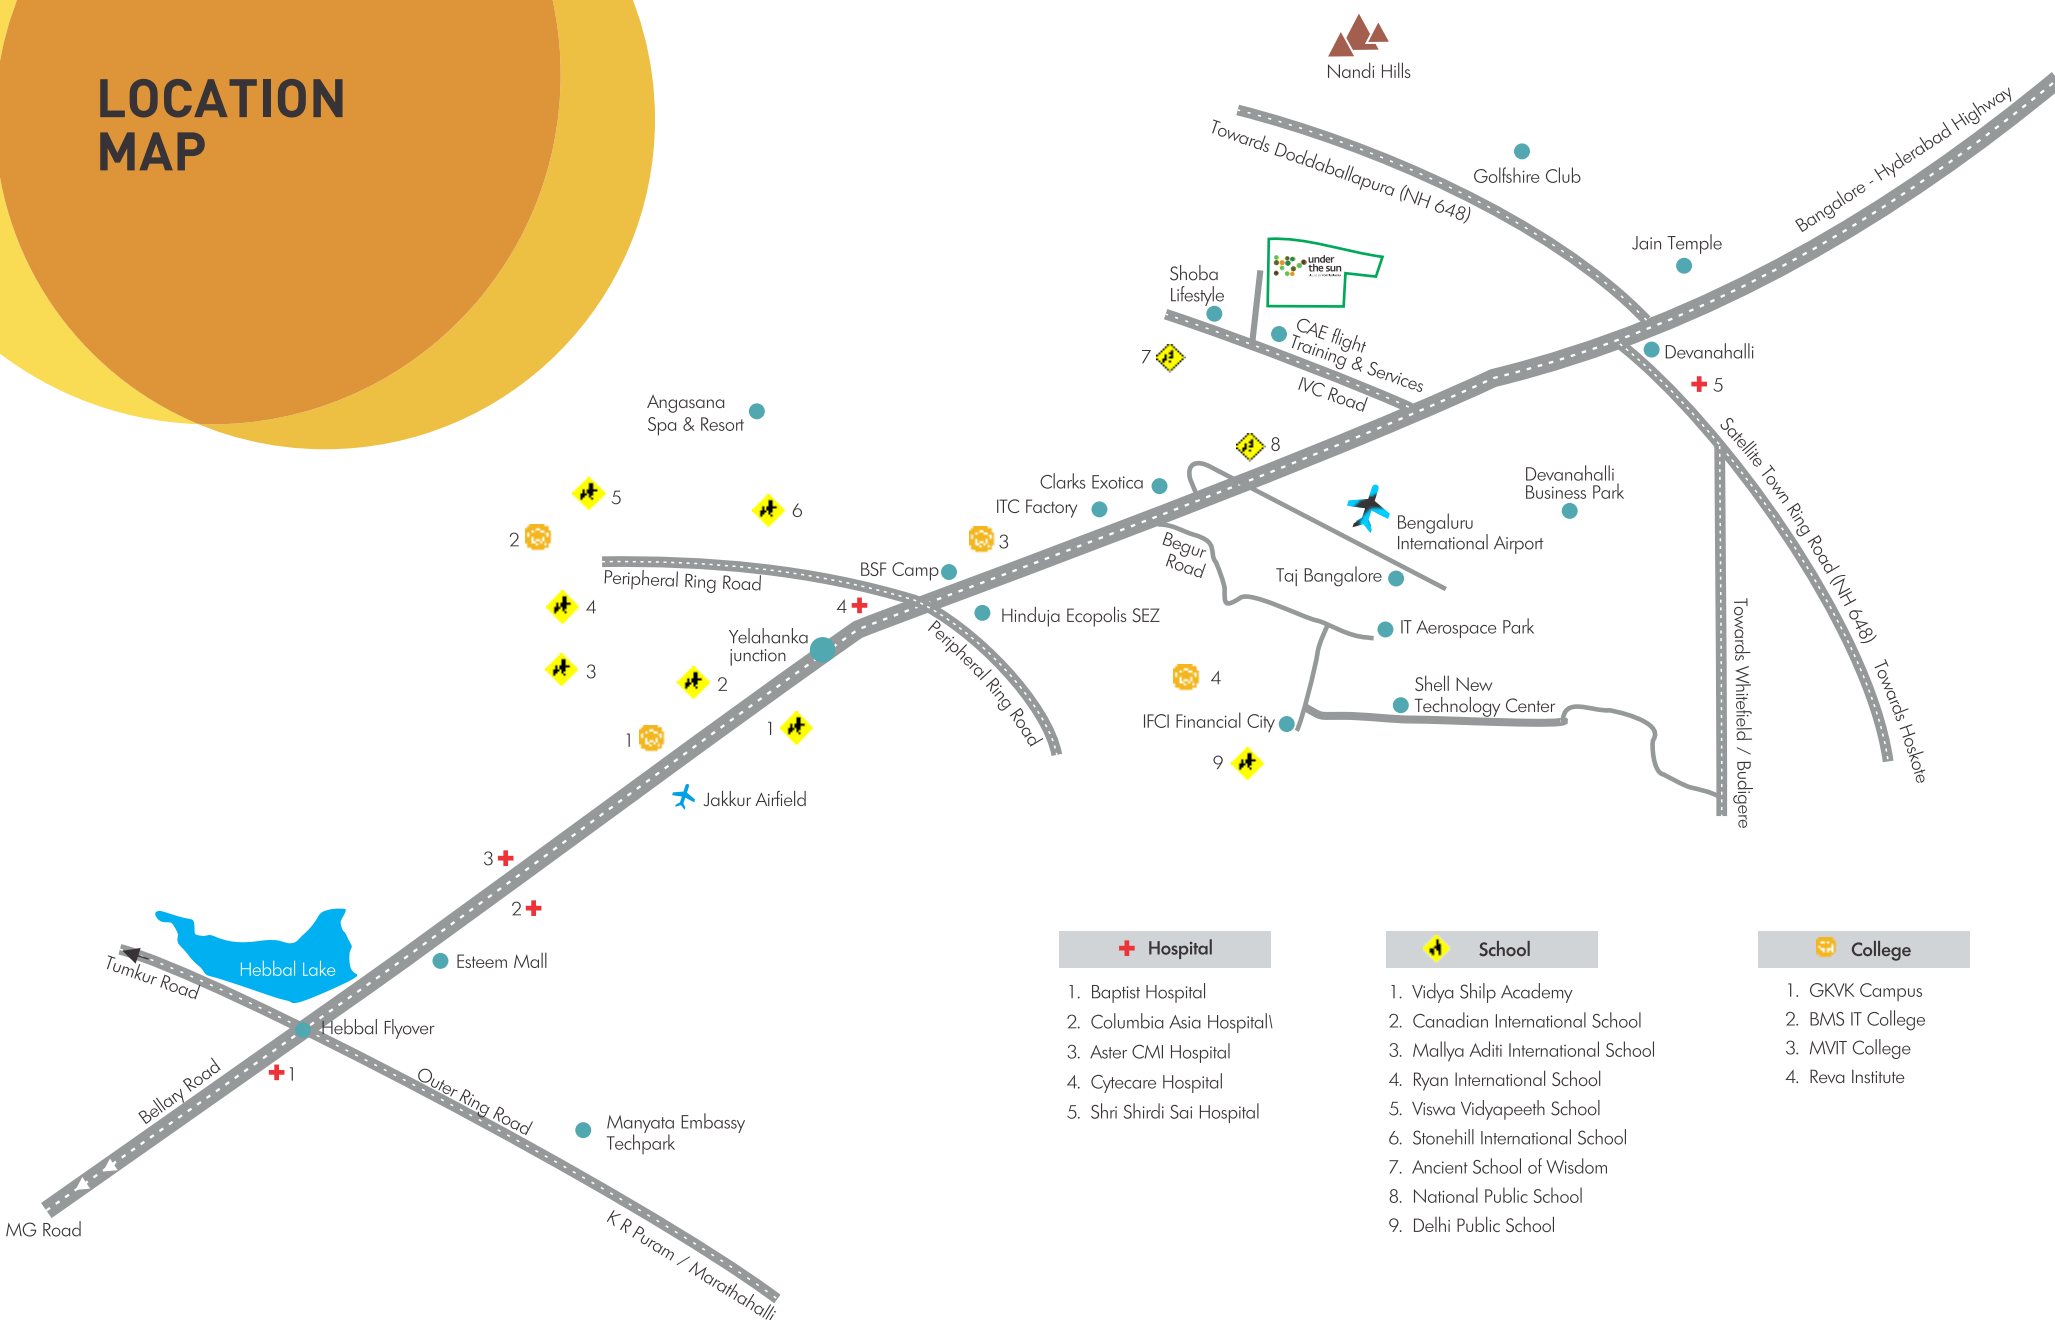 LOCATION
MAP
Nandi Hills
Towards Doddaballapura (NH 648)
Golfshire Club
Bangalore - Hyderabad Highway
Jain Temple
under
the sun
Shoba
Lifestyle
CAE flight
Training & Services
IVC Road
7
Devanahalli
5
Angasana
Spa & Resort
Satellite Town Ring Road (NH 648)
Towards Hoskote
8
Clarks Exotica
ITC Factory
Devanahalli
Business Park
5
6
2
3
Bengaluru
International Airport
Begur
Road
BSF Camp
Peripheral Ring Road
Taj Bangalore
4
4
Hinduja Ecopolis SEZ
IT Aerospace Park
Towards Whitefield / Budigere
Yelahanka
junction
Peripheral Ring Road
3
2
4
Shell New
Technology Center
IFCI Financial City
1
1
9
Jakkur Airfield
3
2
Hebbal Lake
Esteem Mall
Tumkur Road
Hebbal Flyover
1
Bellary Road
Outer Ring Road
Manyata Embassy
Techpark
MG Road
K R Puram / Marathahalli
Hospital
1. Baptist Hospital
2. Columbia Asia Hospital\
3. Aster CMI Hospital
4. Cytecare Hospital
5. Shri Shirdi Sai Hospital
School
1. Vidya Shilp Academy
2. Canadian International School
3. Mallya Aditi International School
4. Ryan International School
5. Viswa Vidyapeeth School
6. Stonehill International School
7. Ancient School of Wisdom
8. National Public School
9. Delhi Public School
College
1. GKVK Campus
2. BMS IT College
3. MVIT College
4. Reva Institute